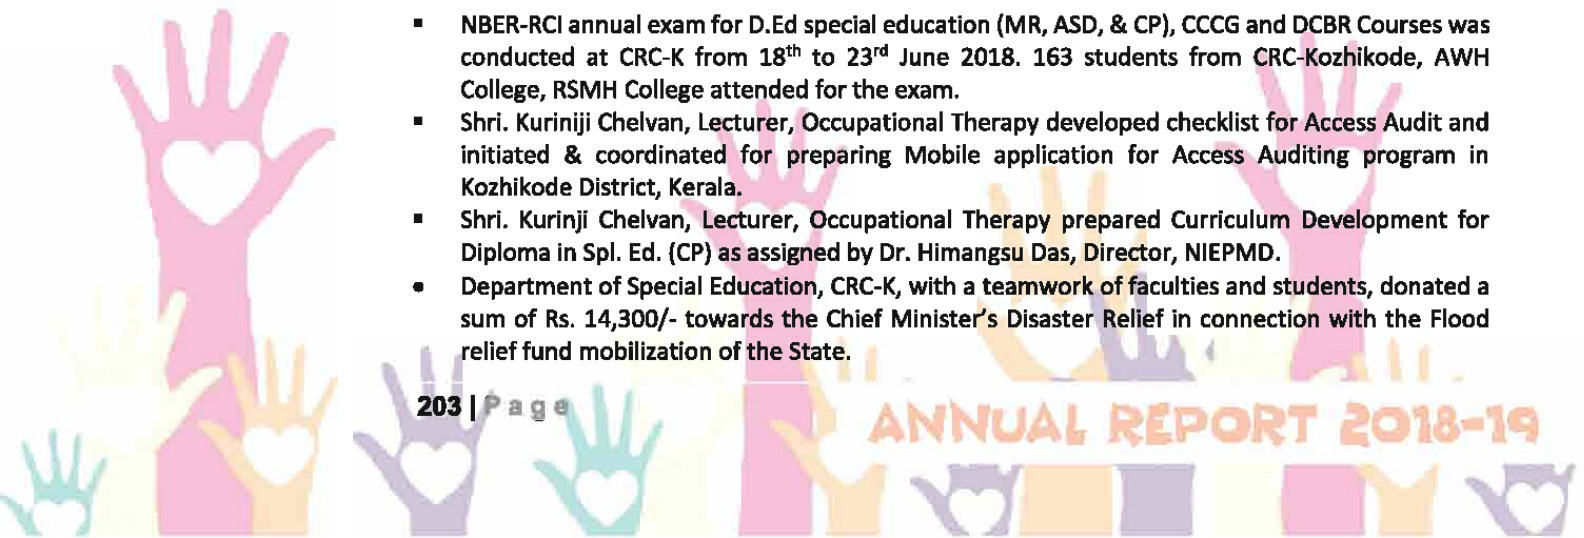 ▪ NBER-RCI annual exam for D.Ed special education (MR, ASD, & CP), CCCG and DCBR Courses was
conducted at CRC-K from 18th to 23rd June 2018. 163 students from CRC-Kozhikode, AWH
College, RSMH College attended for the exam.
▪ Shri. Kuriniji Chelvan, Lecturer, Occupational Therapy developed checklist for Access Audit and
initiated & coordinated for preparing Mobile application for Access Auditing program in
Kozhikode District, Kerala.
▪ Shri. Kurinji Chelvan, Lecturer, Occupational Therapy prepared Curriculum Development for
Diploma in Spl. Ed. (CP) as assigned by Dr. Himangsu Das, Director, NIEPMD.
• Department of Special Education, CRC-K, with a teamwork of faculties and students, donated a
sum of Rs. 14,300/- towards the Chief Minister's Disaster Relief in connection with the Flood
relief fund mobilization of the State.
203 | Page
ANNUAL REPORT 2018-19